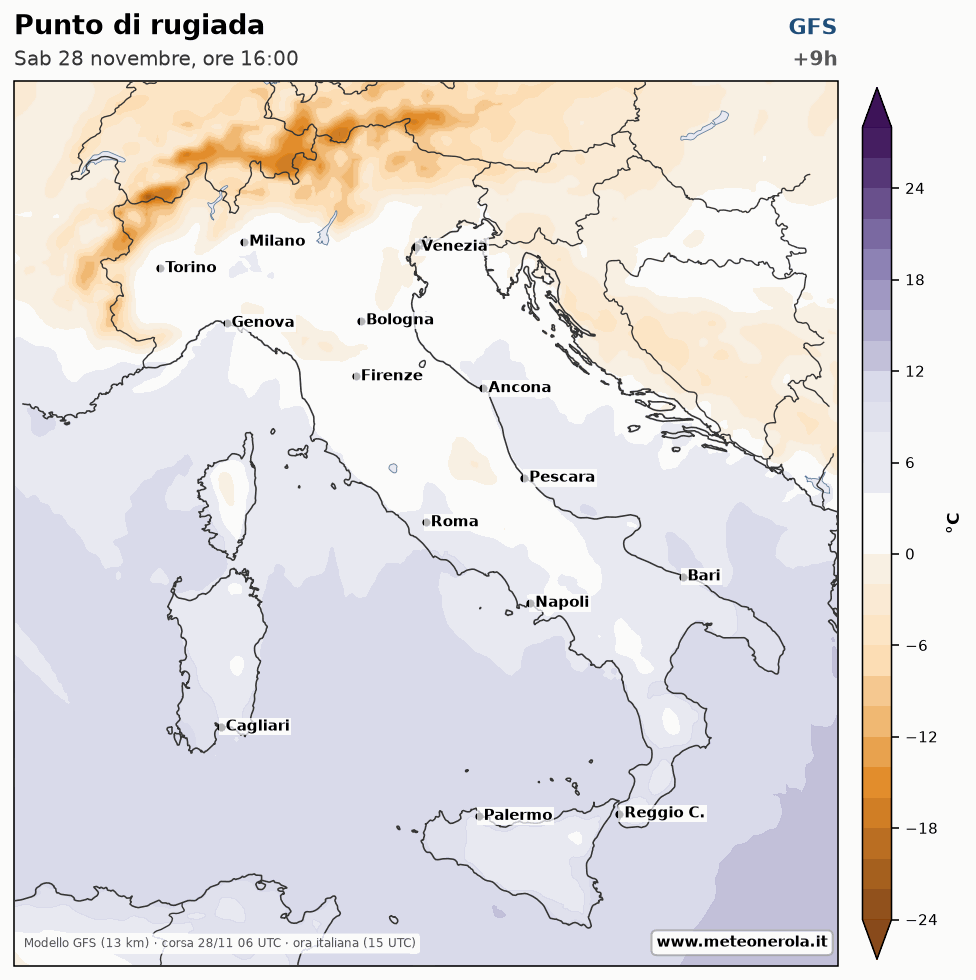 Punto di rugiada
GFS
Sab 28 novembre, ore 16:00
+9h
Milano
Venezia
Torino
Genova
Bologna
Firenze
Ancona
Pescara
Roma
Bari
Napoli
Cagliari
Palermo
Reggio C.
24
18
12
6
0
−6
−12
−18
−24
°C
Modello GFS (13 km) · corsa 28/11 06 UTC · ora italiana (15 UTC)
www.meteonerola.it